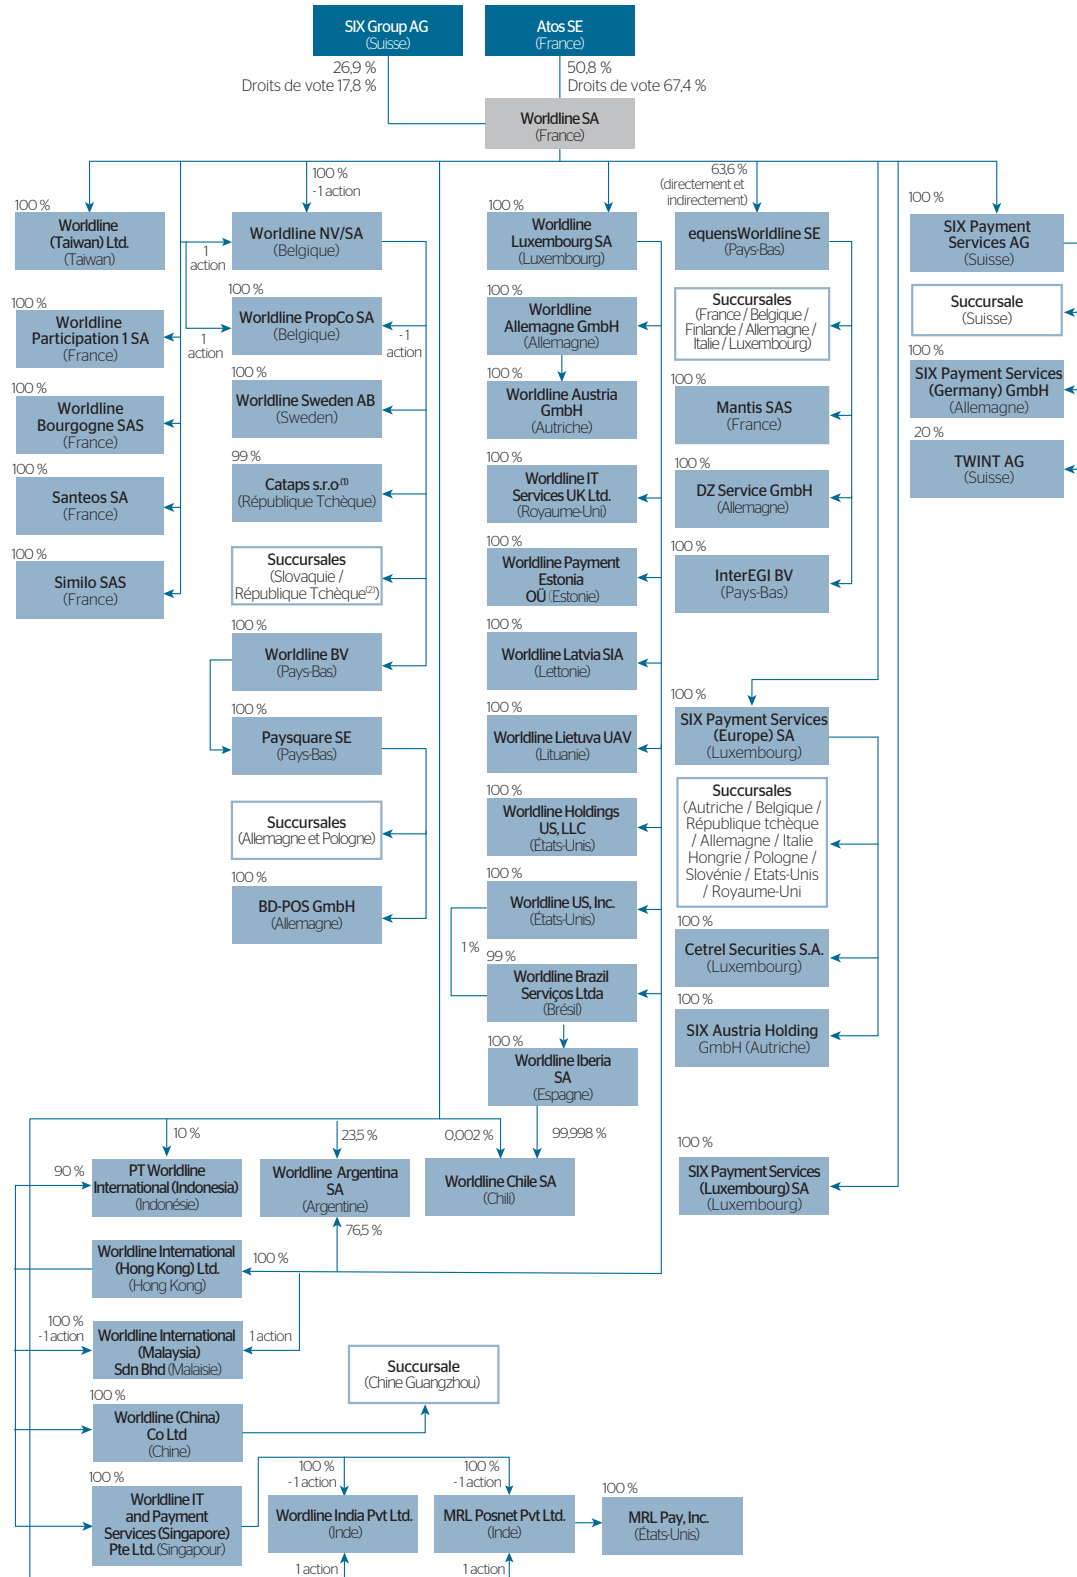 SIX Group AG
(Suisse)
Atos SE
(France)
26,9 %
Droits de vote 17,8 %
50,8 %
Droits de vote 67,4 %
Worldline SA
(France)
100 %
Worldline
(Taiwan) Ltd.
(Taiwan)
100 %
Worldline
Participation 1 SA
(France)
100 %
Worldline
Bourgogne SAS
(France)
100 %
Santeos SA
(France)
100 %
Similo SAS
(France)
100 %
-1 action
Worldline NV/SA
(Belgique)
1
action
100 %
Worldline PropCo SA
(Belgique)
1
action
-1
action
100 %
Worldline Sweden AB
(Sweden)
99 %
Cataps s.r.o.(1)
(République Tchèque)
Succursales
(Slovaquie /
République Tchèque(2))
100 %
Worldline BV
(Pays-Bas)
100 %
Paysquare SE
(Pays-Bas)
Succursales
(Allemagne et Pologne)
100 %
BD-POS GmbH
(Allemagne)
100 %
Worldline
Luxembourg SA
(Luxembourg)
100 %
Worldline
Allemagne GmbH
(Allemagne)
100 %
Worldline Austria
GmbH
(Autriche)
100 %
Worldline IT
Services UK Ltd.
(Royaume-Uni)
100 %
Worldline Payment
Estonia
OÜ (Estonie)
100 %
Worldline Latvia SIA
(Lettonie)
100 %
Worldline Lietuva UAV
(Lituanie)
100 %
Worldline Holdings
US, LLC
(États-Unis)
100 %
Worldline US, Inc.
(États-Unis)
1 %
99 %
Worldline Brazil
Serviços Ltda
(Brésil)
100 %
Worldline Iberia
SA
(Espagne)
63,6 %
(directement et
indirectement)
equensWorldline SE
(Pays-Bas)
Succursales
(France / Belgique /
Finlande / Allemagne /
Italie / Luxembourg)
100 %
Mantis SAS
(France)
100 %
DZ Service GmbH
(Allemagne)
100 %
InterEGI BV
(Pays-Bas)
100 %
SIX Payment Services
(Europe) SA
(Luxembourg)
Succursales
(Autriche / Belgique /
République tchèque
/ Allemagne / Italie
Hongrie / Pologne /
Slovénie / Etats-Unis
/ Royaume-Uni
100 %
Cetrel Securities S.A.
(Luxembourg)
100 %
SIX Austria Holding
GmbH (Autriche)
100 %
SIX Payment Services
(Luxembourg) SA
(Luxembourg)
100 %
SIX Payment
Services AG
(Suisse)
Succursale
(Suisse)
100 %
SIX Payment Services
(Germany) GmbH
(Allemagne)
20 %
TWINT AG
(Suisse)
10 %
23,5 %
0,002 %
99,998 %
90 %
PT Worldline
International (Indonesia)
(Indonésie)
Worldline Argentina
SA
(Argentine)
Worldline Chile SA
(Chili)
76,5 %
Worldline International
(Hong Kong) Ltd.
(Hong Kong)
100 %
100 %
-1 action
Worldline International
(Malaysia)
Sdn Bhd (Malaisie)
1 action
Succursale
(Chine Guangzhou)
100 %
Worldline (China)
Co Ltd
(Chine)
100 %
Worldline IT
and Payment
Services (Singapore)
Pte Ltd. (Singapour)
100 %
-1 action
Wordline India Pvt Ltd.
(Inde)
1 action
100 %
-1 action
MRL Posnet Pvt Ltd.
(Inde)
1 action
100 %
MRL Pay, Inc.
(États-Unis)